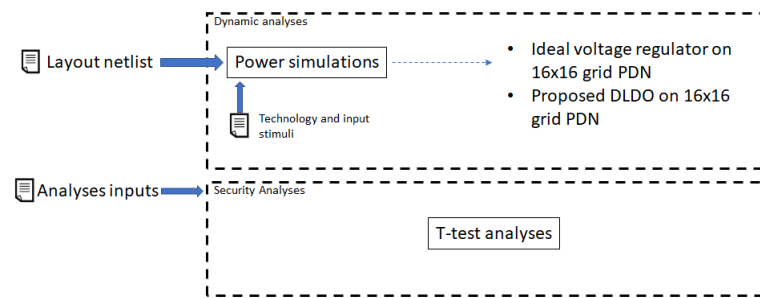 Dynamic analyses
Layout netlist
Power simulations
• Ideal voltage regulator on
16x16 grid PDN
• Proposed DLDO on 16x16
grid PDN
Technology and input
stimuli
Analyses inputs
Security Analyses
T-test analyses